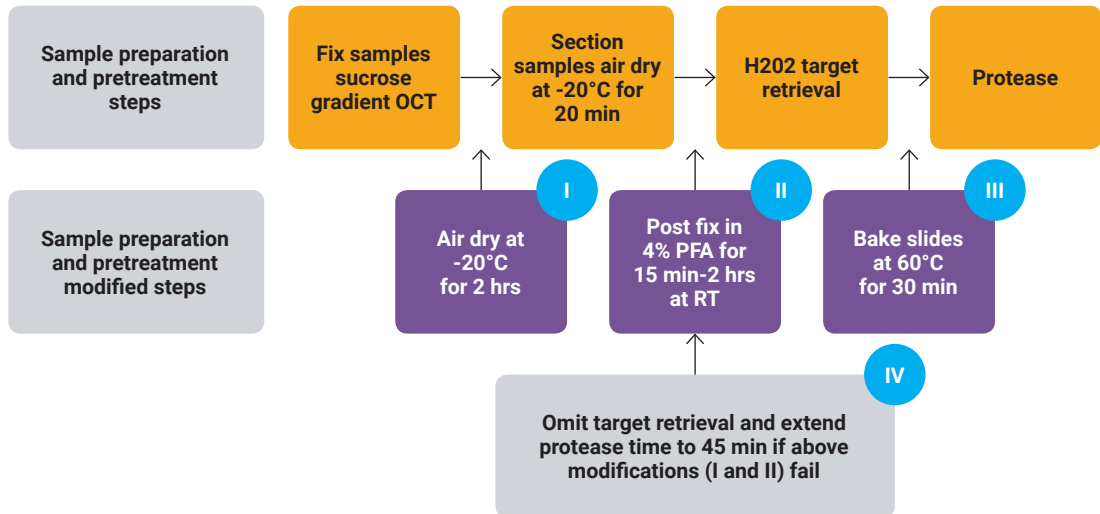 Sample preparation
and pretreatment
steps
Fix samples
sucrose
gradient OCT
Section
samples air dry
at -20°C for
20 min
H202 target
retrieval
Protease
Sample preparation
and pretreatment
modified steps
I
Air dry at
-20°C
for 2 hrs
II
Post fix in
4% PFA for
15 min-2 hrs
at RT
III
Bake slides
at 60°C
for 30 min
IV
Omit target retrieval and extend
protease time to 45 min if above
modifications (I and II) fail